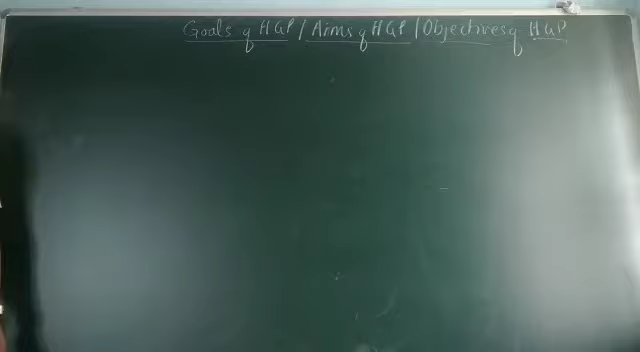 Goals of HGP / Aims of HGP / Objectives of HGP